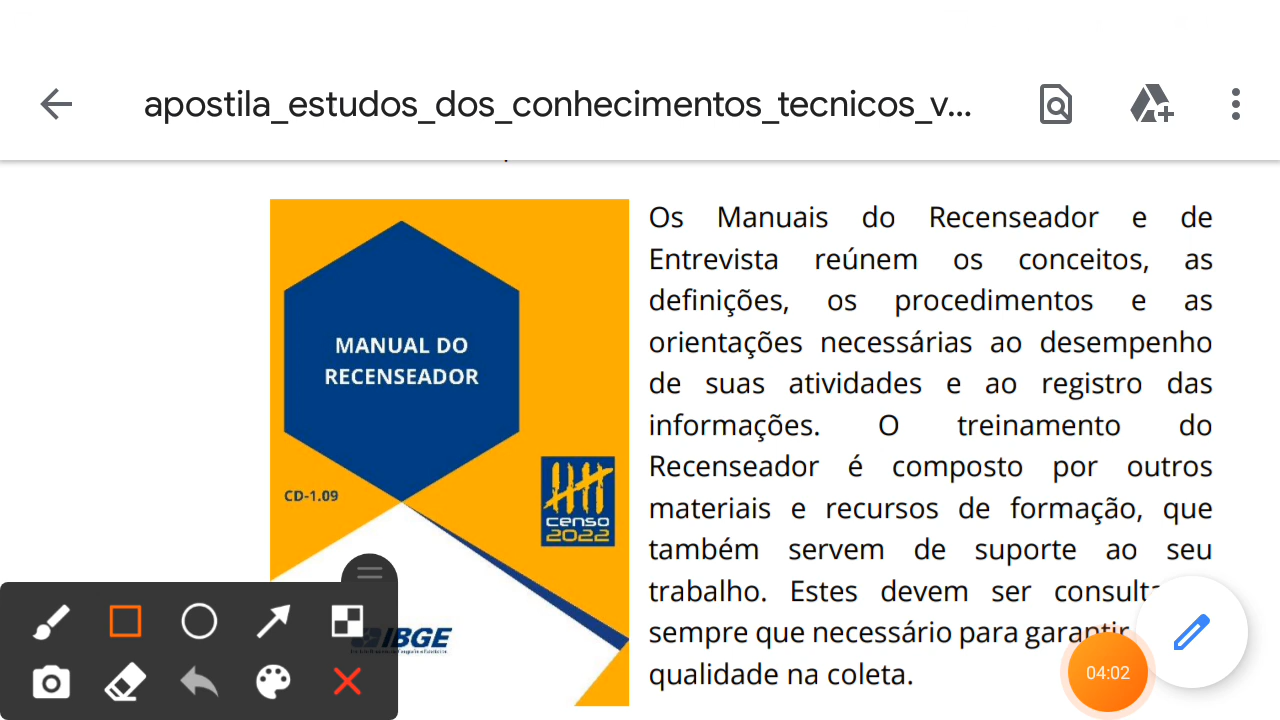 apostila_estudos_dos_conhecimentos_tecnicos_v...
MANUAL DO
RECENSEADOR
CD-1.09
censo
2022
IBGE
Os Manuais do Recenseador e de
Entrevista reúnem os conceitos, as
definições, os procedimentos e as
orientações necessárias ao desempenho
de suas atividades e ao registro das
informações. O treinamento do
Recenseador é composto por outros
materiais e recursos de formação, que
também servem de suporte ao seu
trabalho. Estes devem ser
sempre que necessário para garantir
qualidade na coleta.
04:02